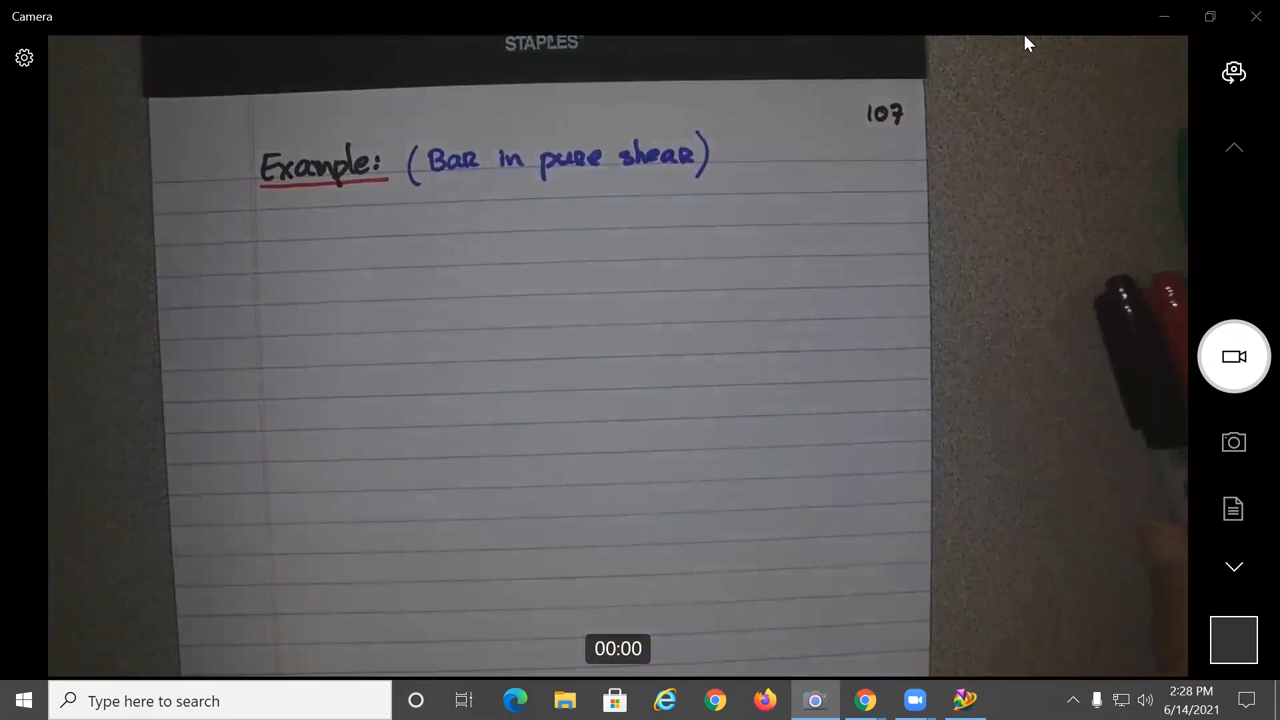 Camera
STAPLES
107
Example: (Bar in pure shear)
00:00
Type here to search
2:28 PM
6/14/2021